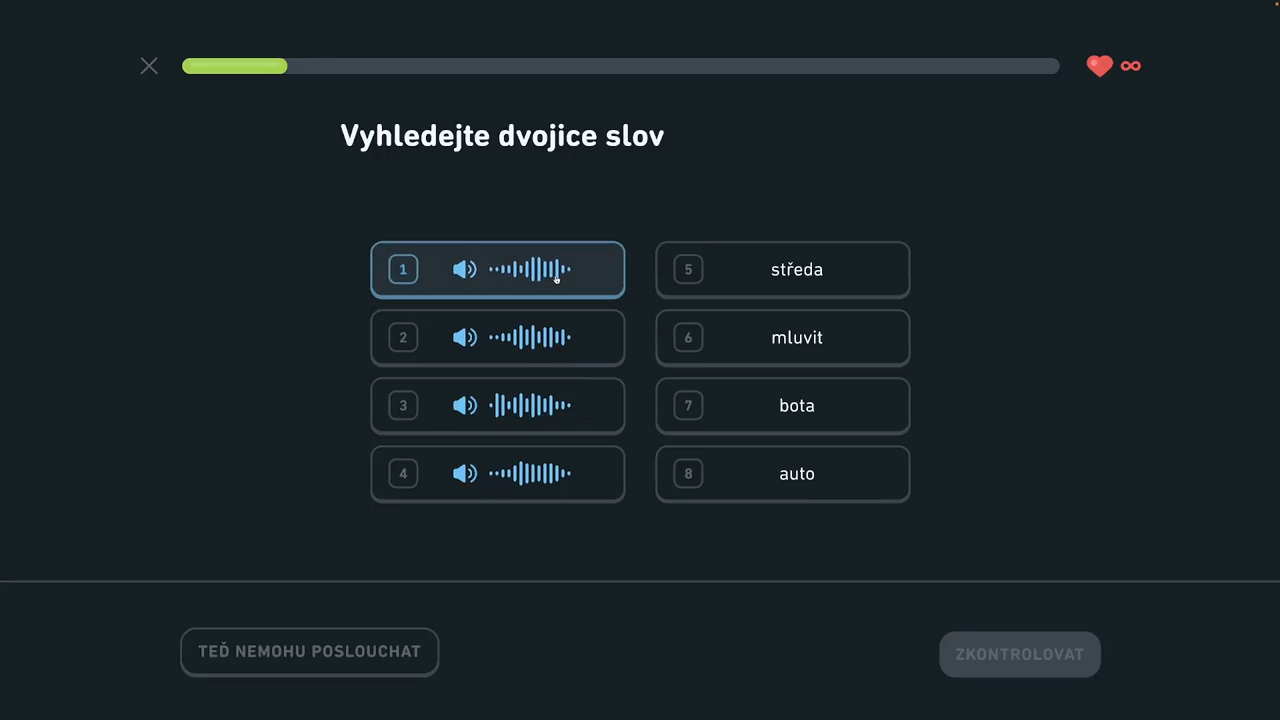 ∞
Vyhledejte dvojice slov
1
5 středa
2
6 mluvit
3
7 bota
4
8 auto
TEĎ NEMOHU POSLOUCHAT
ZKONTROLOVAT